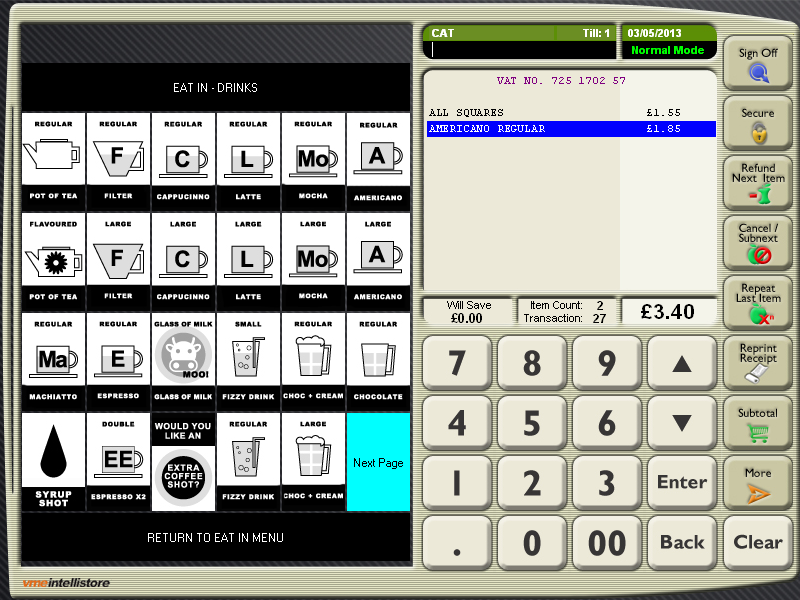 CAT Till: 1 03/05/2013
Normal Mode
Sign Off
EAT IN - DRINKS
VAT NO. 725 1702 57
ALL SQUARES £1.55
AMERICANO REGULAR £1.85
Secure
Refund
Next Item
Cancel /
Subnext
Repeat
Last Item
X"
REGULAR REGULAR REGULAR REGULAR REGULAR REGULAR
F C L Mo A
POT OF TEA FILTER CAPPUCINNO LATTE MOCHA AMERICANO
FLAVOURED LARGE LARGE LARGE LARGE LARGE
F C L Mo A
POT OF TEA FILTER CAPPUCINNO LATTE MOCHA AMERICANO
Will Save
£0.00
Item Count: 2
Transaction: 27
£3.40
REGULAR REGULAR GLASS OF MILK SMALL REGULAR REGULAR
Ma E MOO!
MACHIATTO ESPRESSO GLASS OF MILK FIZZY DRINK CHOC + CREAM CHOCOLATE
7 8 9 ▲
Reprint
Receipt
DOUBLE WOULD YOU LIKE AN REGULAR LARGE
EE EXTRA COFFEE SHOT?
Next Page
SYRUP SHOT ESPRESSO X2 FIZZY DRINK CHOC + CREAM
4 5 6 ▼
Subtotal
1 2 3 Enter
More
RETURN TO EAT IN MENU
. 0 00 Back Clear
vmeintellistore